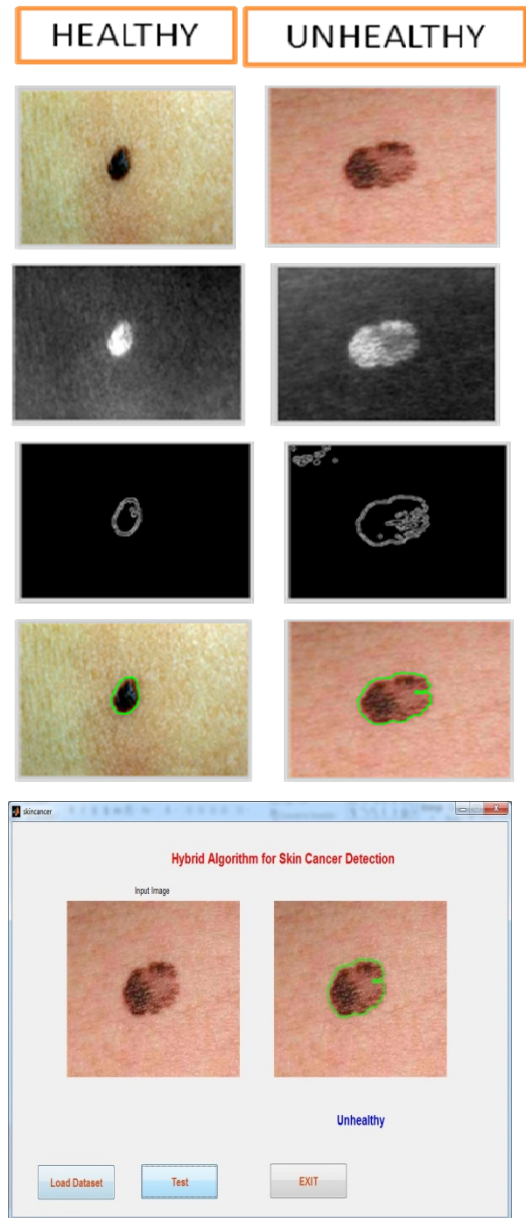 HEALTHY
UNHEALTHY
skincancer
Hybrid Algorithm for Skin Cancer Detection
Input Image
Unhealthy
Load Dataset
Test
EXIT